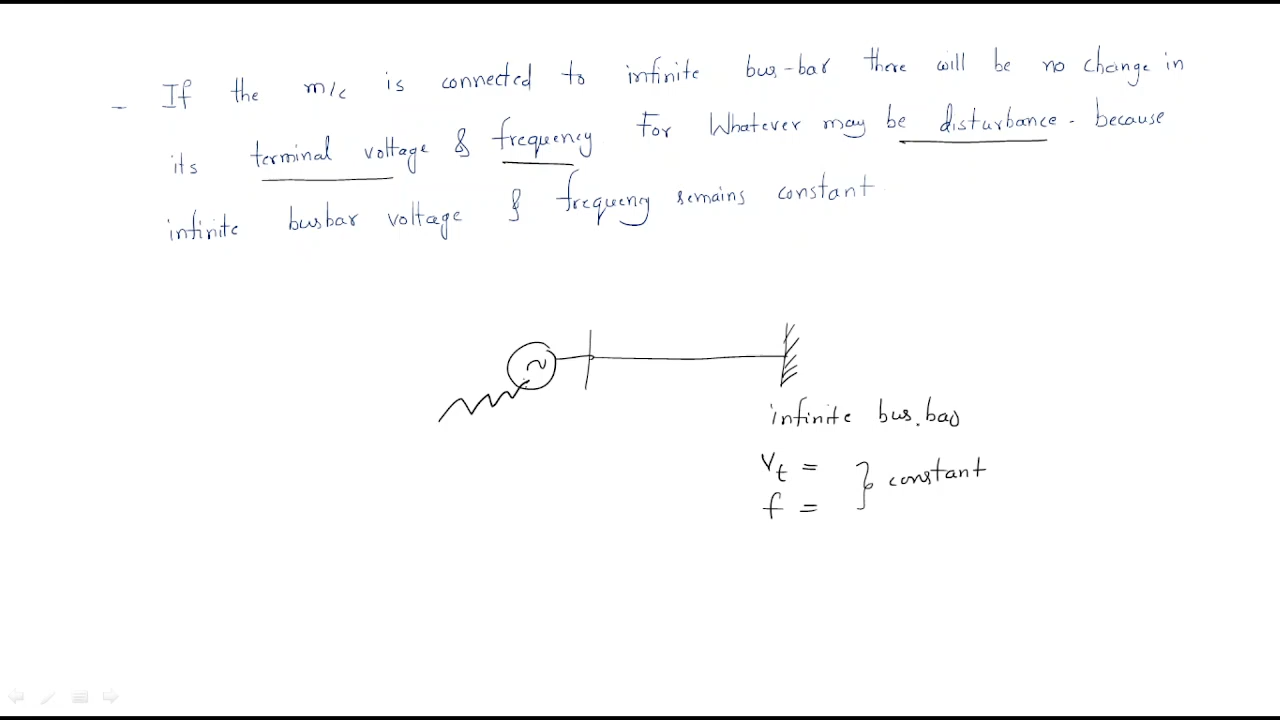 - If the m/c is connected to infinite bus-bar there will be no change in
its terminal voltage & frequency For Whatever may be disturbance. because
infinite busbar voltage & frequency remains constant
~
infinite bus.bar
Vt = } constant
f =